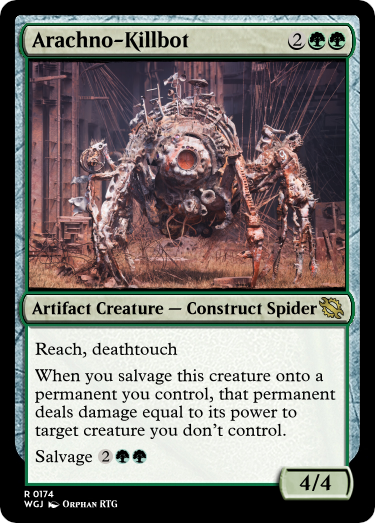 Arachno-Killbot 2
Artifact Creature — Construct Spider
Reach, deathtouch
When you salvage this creature onto a
permanent you control, that permanent
deals damage equal to its power to
target creature you don't control.
Salvage 2
4/4
R 0174
WGJ Orphan RTG